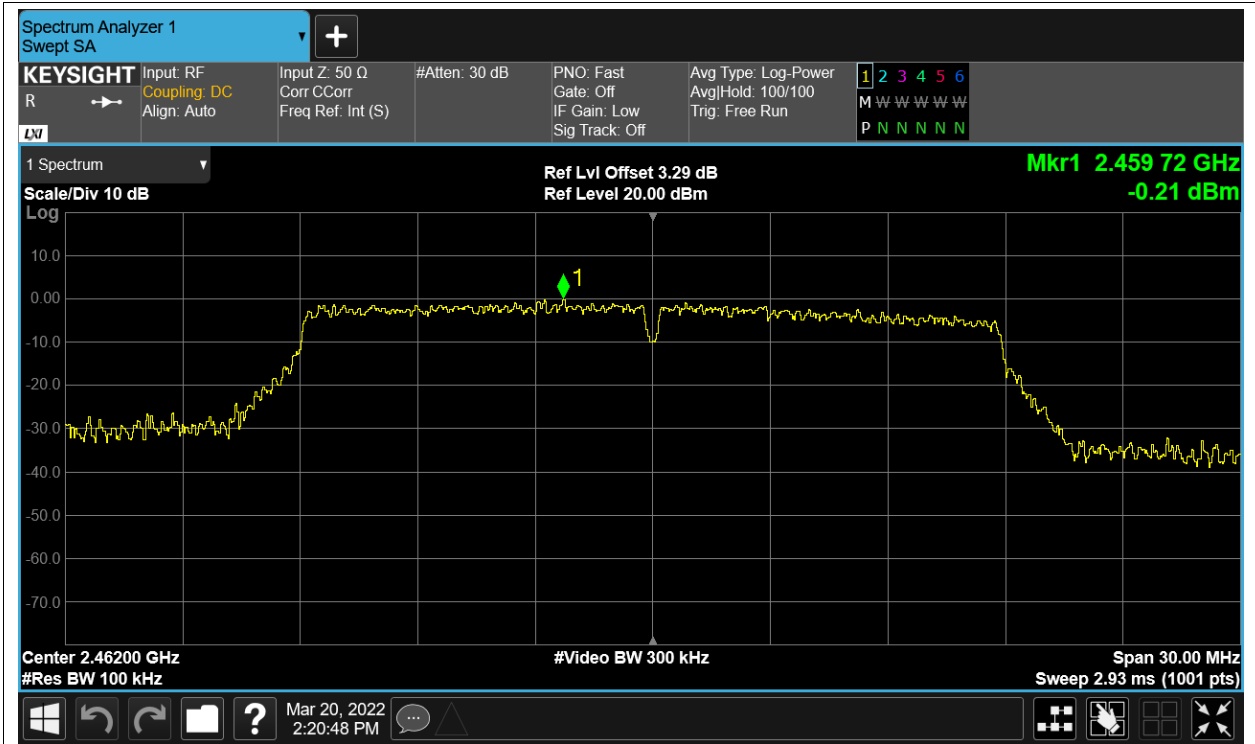 Spectrum Analyzer 1
Swept SA
KEYSIGHT
R
LXI
Input: RF
Coupling: DC
Align: Auto
Input Z: 50 Ω
Corr CCorr
Freq Ref: Int (S)
#Atten: 30 dB
PNO: Fast
Gate: Off
IF Gain: Low
Sig Track: Off
Avg Type: Log-Power
Avg|Hold: 100/100
Trig: Free Run
1 2 3 4 5 6
M W W W W W
P N N N N N
1 Spectrum
Scale/Div 10 dB
Log
Ref Lvl Offset 3.29 dB
Ref Level 20.00 dBm
Mkr1 2.459 72 GHz
-0.21 dBm
1
10.0
0.00
-10.0
-20.0
-30.0
-40.0
-50.0
-60.0
-70.0
Center 2.46200 GHz
#Res BW 100 kHz
#Video BW 300 kHz
Span 30.00 MHz
Sweep 2.93 ms (1001 pts)
?
Mar 20, 2022
2:20:48 PM